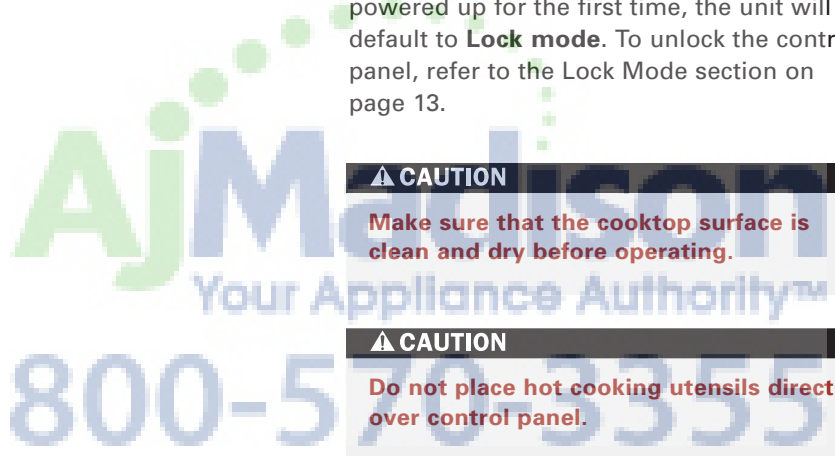 powered up for the first time, the unit will
default to Lock mode. To unlock the contr
panel, refer to the Lock Mode section on
page 13.
⚠ CAUTION
Make sure that the cooktop surface is
clean and dry before operating.
⚠ CAUTION
Do not place hot cooking utensils direct
over control panel.
AjMadison
Your Appliance Authority™
800-570-3355